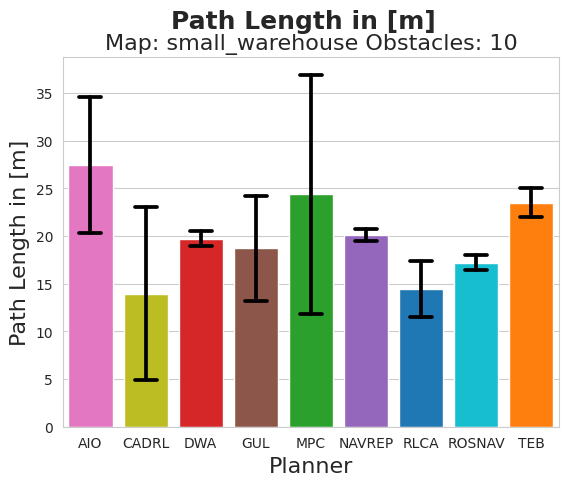 Path Length in [m]
Map: small_warehouse Obstacles: 10
Path Length in [m]
35
30
25
20
15
10
5
0
AIO CADRL DWA GUL MPC NAVREP RLCA ROSNAV TEB
Planner